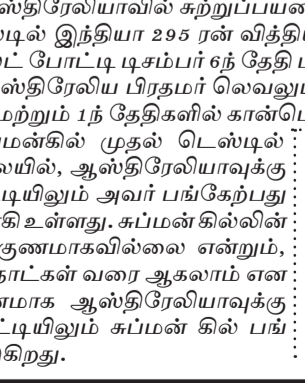 ஸ்திரேலியாவில் சுற்றுப்பயண
டில் இந்தியா 295 ரன் வித்தி
ட் போட்டி டிசம்பர் 6ந் தேதி
ஸ்திரேலிய பிரதமர் லெவலு
மற்றும் 1ந் தேதிகளில் கான்பெ
மன்கில் முதல் டெஸ்டில்
லையில், ஆஸ்திரேலியாவுக்கு
டியிலும் அவர் பங்கேற்பது
கி உள்ளது. சுப்மன் கில்லின்
குணமாகவில்லை என்றும்,
நாட்கள் வரை ஆகலாம் என
னமாக ஆஸ்திரேலியாவுக்கு
ட்டியிலும் சுப்மன் கில் பங்
கிறது.